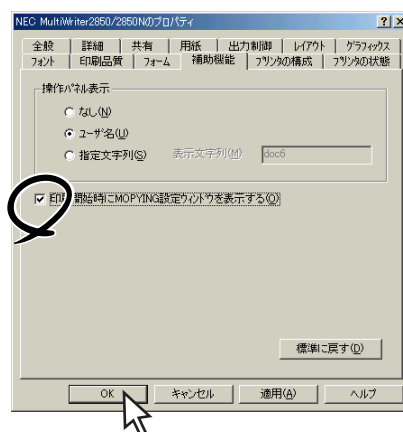 NEC MultiWriter2850/2850Nのプロパティ
全般 詳細 共有 用紙 出力制御 レイアウト グラフィックス
フォント 印刷品質 フォーム 補助機能 プリンタの構成 プリンタの状態
操作パネル表示
なし(N)
ユーザ名(U)
指定文字列(S) 表示文字列(M): doc6
印刷開始時にMOPYING設定ウィンドウを表示する(O)
標準に戻す(D)
OK キャンセル 適用(A) ヘルプ